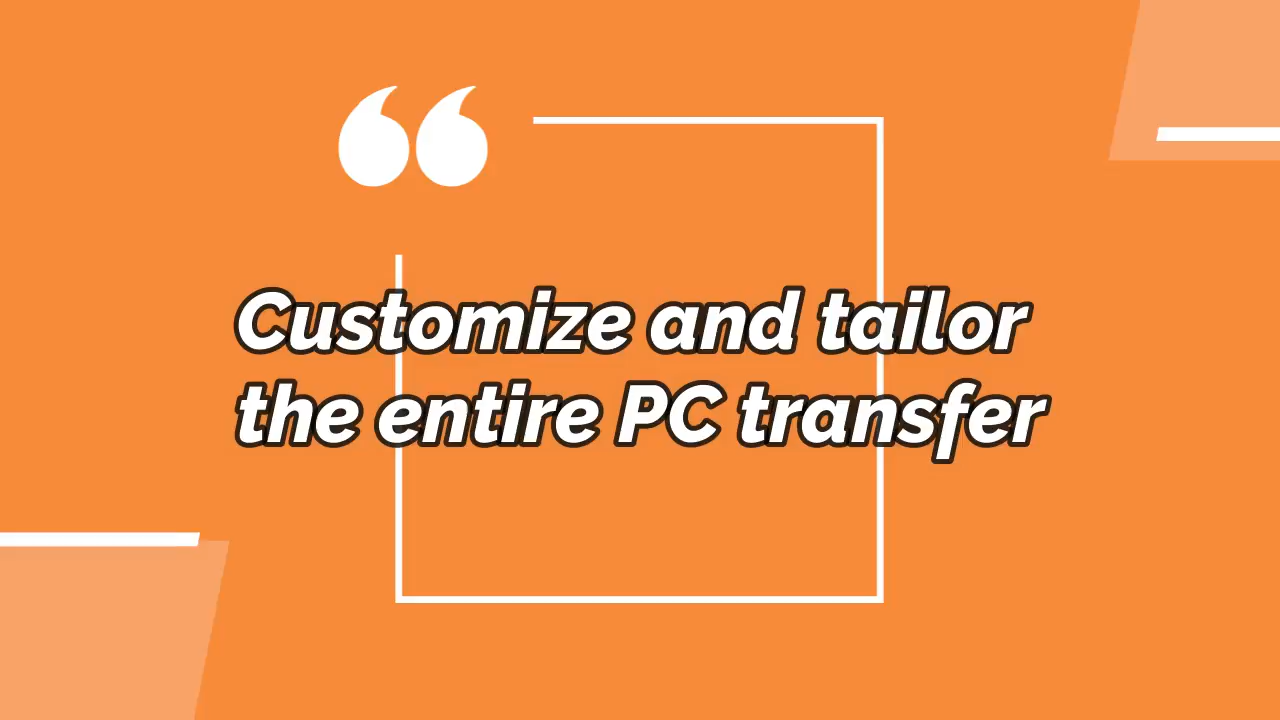 “
Customize and tailor
the entire PC transfer